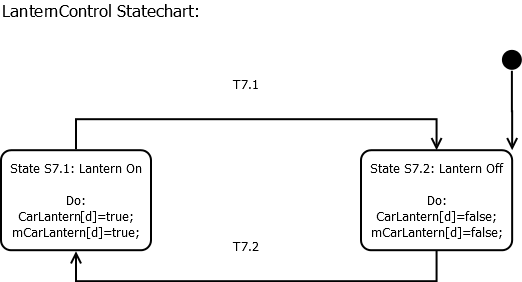 LanternControl Statechart:
T7.1
State S7.1: Lantern On
Do:
CarLantern[d]=true;
mCarLantern[d]=true;
State S7.2: Lantern Off
Do:
CarLantern[d]=false;
mCarLantern[d]=false;
T7.2